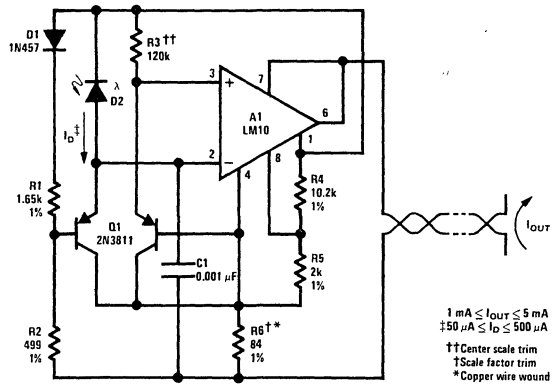 D1
1N457
R3††
120k
λ
D2
I_D‡
3
+
7
A1
LM10
6
1
2
−
8
4
R1
1.65k
1%
Q1
2N3811
R4
10.2k
1%
C1
0.001 μF
R5
2k
1%
R2
499
1%
R6†*
84
1%
I_OUT
1 mA ≤ I_OUT ≤ 5 mA
‡50 μA ≤ I_D ≤ 500 μA
††Center scale trim
†Scale factor trim
*Copper wire wound